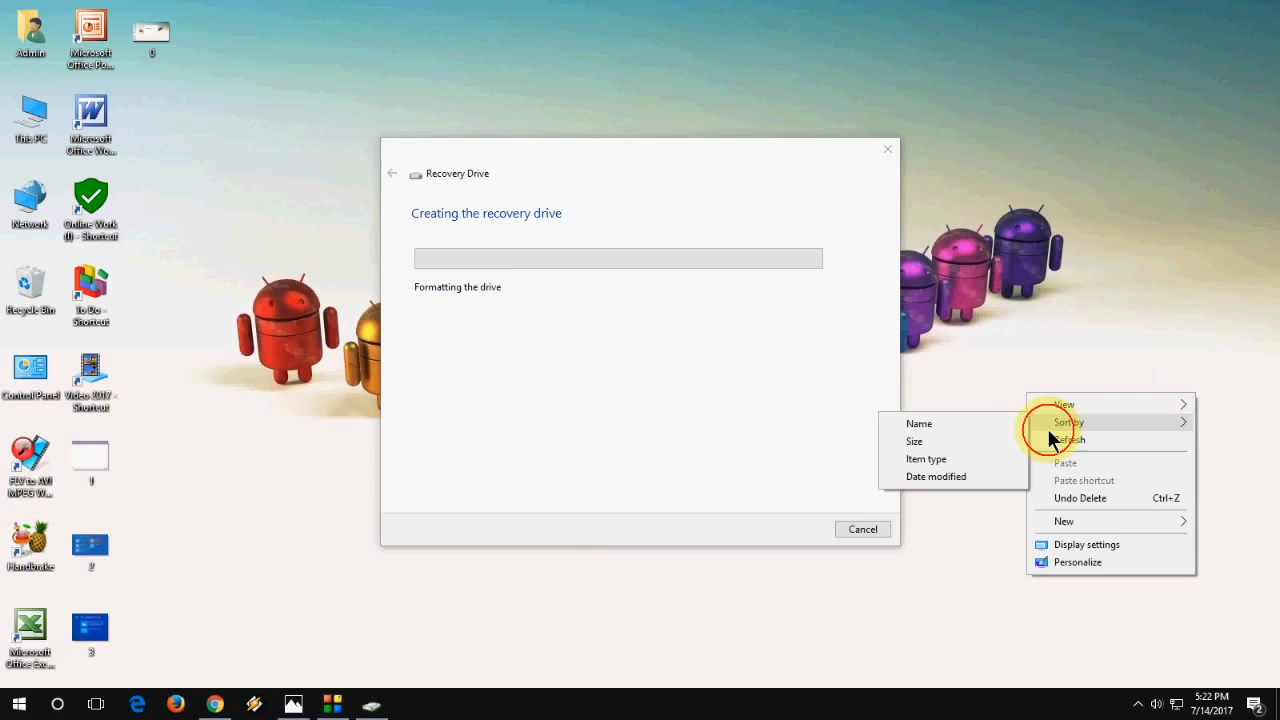 Admin
Microsoft
Office Po...
0
This PC
Microsoft
Office Wo...
Network
Online Work
(I) - Shortcut
Recycle Bin
To Do -
Shortcut
Control Panel
Video 2017 -
Shortcut
FLV to AVI
MPEG W...
1
Handbrake
2
Microsoft
Office Exc...
3
Recovery Drive
Creating the recovery drive
Formatting the drive
Cancel
Name
Size
Item type
Date modified
View
Sort by
Refresh
Paste
Paste shortcut
Undo Delete Ctrl+Z
New
Display settings
Personalize
5:22 PM
7/14/2017
2